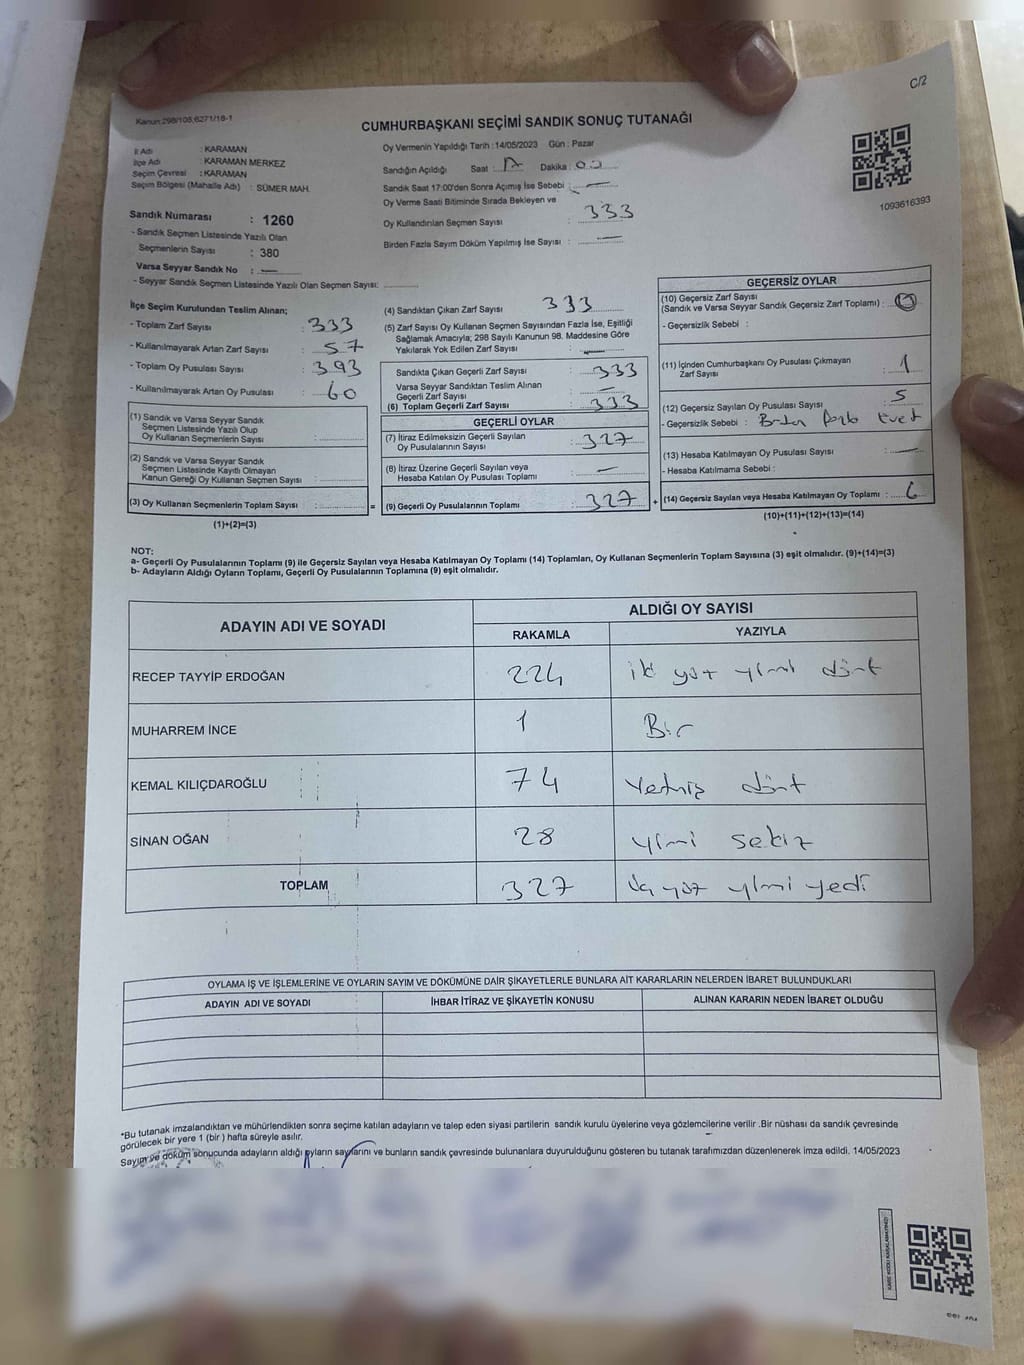 C/2
Kanun:298/105;6271/16-1
CUMHURBAŞKANI SEÇİMİ SANDIK SONUÇ TUTANAĞI
İl Adı : KARAMAN
İlçe Adı : KARAMAN MERKEZ
Seçim Çevresi : KARAMAN
Seçim Bölgesi (Mahalle Adı) : SÜMER MAH.
Sandık Numarası : 1260
- Sandık Seçmen Listesinde Yazılı Olan
Seçmenlerin Sayısı : 380
Varsa Seyyar Sandık No : —
- Seyyar Sandık Seçmen Listesinde Yazılı Olan Seçmen Sayısı:
Oy Vermenin Yapıldığı Tarih :14/05/2023 Gün : Pazar
Sandığın Açıldığı Saat : 17 Dakika : 00
Sandık Saat 17:00'den Sonra Açımış İse Sebebi : —
Oy Verme Saati Bitiminde Sırada Bekleyen ve
Oy Kullandırılan Seçmen Sayısı : 333
Birden Fazla Sayım Döküm Yapılmış İse Sayısı : —
1093616393
İlçe Seçim Kurulundan Teslim Alınan;
- Toplam Zarf Sayısı : 333
- Kullanılmayarak Artan Zarf Sayısı : 57
- Toplam Oy Pusulası Sayısı : 393
- Kullanılmayarak Artan Oy Pusulası : 60
(1) Sandık ve Varsa Seyyar Sandık
Seçmen Listesinde Yazılı Olup
Oy Kullanan Seçmenlerin Sayısı :
(2) Sandık ve Varsa Seyyar Sandık
Seçmen Listesinde Kayıtlı Olmayan
Kanun Gereği Oy Kullanan Seçmen Sayısı :
(3) Oy Kullanan Seçmenlerin Toplam Sayısı : =
(1)+(2)=(3)
(4) Sandıktan Çıkan Zarf Sayısı : 333
(5) Zarf Sayısı Oy Kullanan Seçmen Sayısından Fazla İse, Eşitliği
Sağlamak Amacıyla; 298 Sayılı Kanunun 98. Maddesine Göre
Yakılarak Yok Edilen Zarf Sayısı : —
Sandıkta Çıkan Geçerli Zarf Sayısı : 333
Varsa Seyyar Sandıktan Teslim Alınan
Geçerli Zarf Sayısı : —
(6) Toplam Geçerli Zarf Sayısı : 333
GEÇERLİ OYLAR
(7) İtiraz Edilmeksizin Geçerli Sayılan
Oy Pusulalarının Sayısı : 327
(8) İtiraz Üzerine Geçerli Sayılan veya
Hesaba Katılan Oy Pusulası Toplamı : —
(9) Geçerli Oy Pusulalarının Toplamı : 327 +
GEÇERSİZ OYLAR
(10) Geçersiz Zarf Sayısı
(Sandık ve Varsa Seyyar Sandık Geçersiz Zarf Toplamı) : 0
- Geçersizlik Sebebi :
(11) İçinden Cumhurbaşkanı Oy Pusulası Çıkmayan
Zarf Sayısı : 1
(12) Geçersiz Sayılan Oy Pusulası Sayısı : 5
- Geçersizlik Sebebi : Evet
(13) Hesaba Katılmayan Oy Pusulası Sayısı : —
- Hesaba Katılmama Sebebi :
(14) Geçersiz Sayılan veya Hesaba Katılmayan Oy Toplamı : 6
(10)+(11)+(12)+(13)=(14)
NOT:
a- Geçerli Oy Pusulalarının Toplamı (9) ile Geçersiz Sayılan veya Hesaba Katılmayan Oy Toplamı (14) Toplamları, Oy Kullanan Seçmenlerin Toplam Sayısına (3) eşit olmalıdır. (9)+(14)=(3)
b- Adayların Aldığı Oyların Toplamı, Geçerli Oy Pusulalarının Toplamına (9) eşit olmalıdır.
ADAYIN ADI VE SOYADI ALDIĞI OY SAYISI
RAKAMLA YAZIYLA
RECEP TAYYİP ERDOĞAN 224 iki yüz yirmi dört
MUHARREM İNCE 1 Bir
KEMAL KILIÇDAROĞLU 74 Yetmiş dört
SİNAN OĞAN 28 yirmi sekiz
TOPLAM 327 üç yüz yirmi yedi
OYLAMA İŞ VE İŞLEMLERİNE VE OYLARIN SAYIM VE DÖKÜMÜNE DAİR ŞİKAYETLERLE BUNLARA AİT KARARLARIN NELERDEN İBARET BULUNDUKLARI
ADAYIN ADI VE SOYADI İHBAR İTİRAZ VE ŞİKAYETİN KONUSU ALINAN KARARIN NEDEN İBARET OLDUĞU
*Bu tutanak imzalandıktan ve mühürlendikten sonra seçime katılan adayların ve talep eden siyasi partilerin sandık kurulu üyelerine veya gözlemcilerine verilir .Bir nüshası da sandık çevresinde
görülecek bir yere 1 (bir ) hafta süreyle asılır.
Sayım ve döküm sonucunda adayların aldığı oyların sayılarını ve bunların sandık çevresinde bulunanlara duyurulduğunu gösteren bu tutanak tarafımızdan düzenlenerek imza edildi. 14/05/2023
KARE KODU KARALAMAYINIZ!